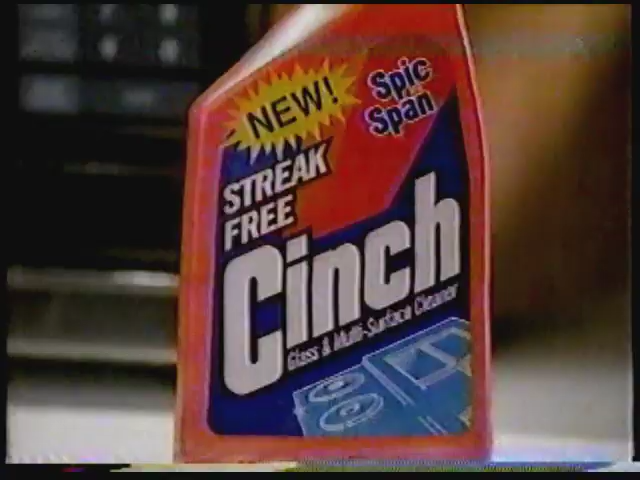 NEW!
Spic
Span
STREAK
FREE
Cinch
Glass & Multi-Surface Cleaner